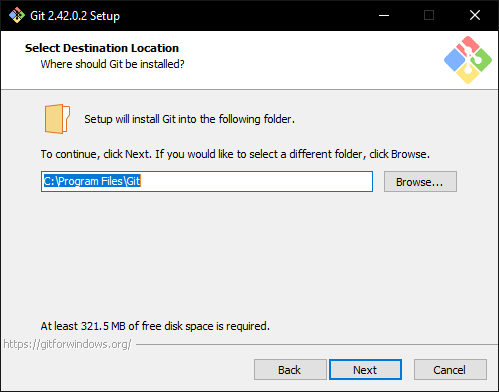 Git 2.42.0.2 Setup
Select Destination Location
Where should Git be installed?
Setup will install Git into the following folder.
To continue, click Next. If you would like to select a different folder, click Browse.
C:\Program Files\Git
Browse...
At least 321.5 MB of free disk space is required.
https://gitforwindows.org/
Back
Next
Cancel